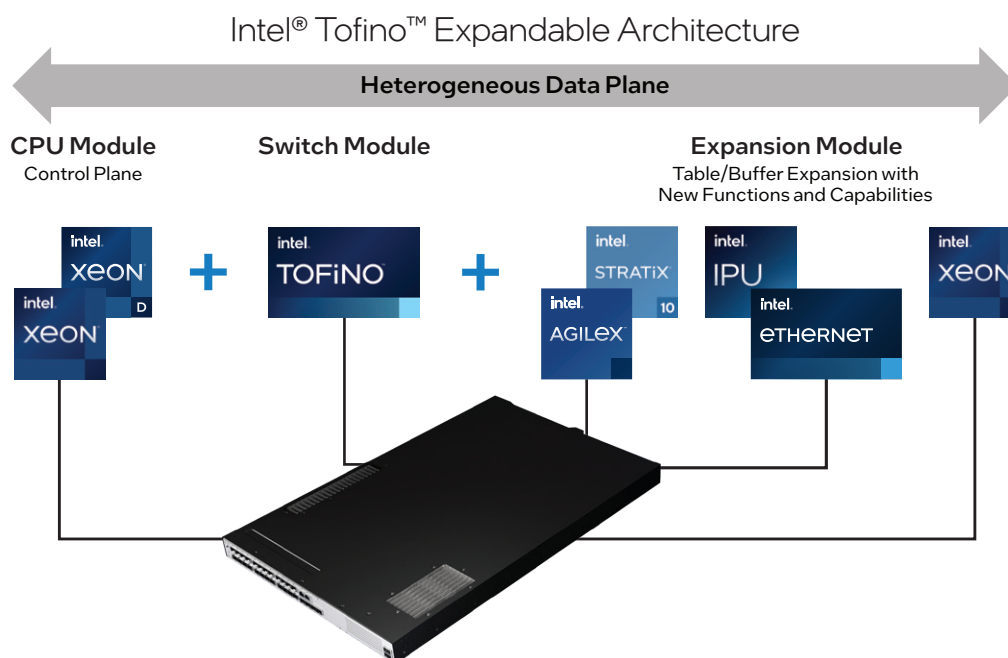 Intel® Tofino™ Expandable Architecture
Heterogeneous Data Plane
CPU Module
Control Plane
Switch Module
Expansion Module
Table/Buffer Expansion with
New Functions and Capabilities
intel.
xeon
D
intel.
xeon
+
intel.
TOFINO
+
intel.
STRATIX
10
intel.
AGILEX
intel.
IPU
intel.
eTHeRNeT
intel.
xeon